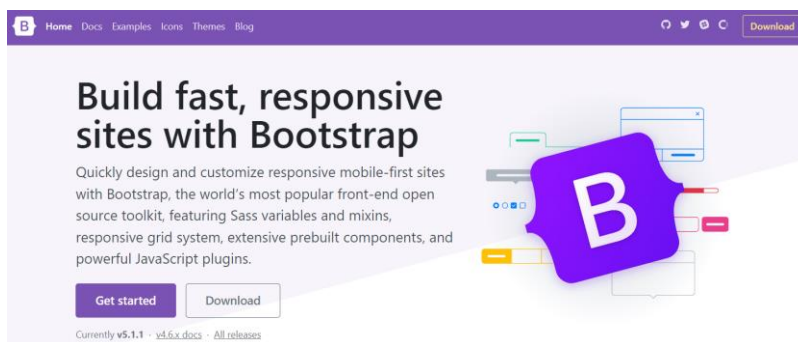 B Home Docs Examples Icons Themes Blog Download
Build fast, responsive
sites with Bootstrap
Quickly design and customize responsive mobile-first sites
with Bootstrap, the world's most popular front-end open
source toolkit, featuring Sass variables and mixins,
responsive grid system, extensive prebuilt components, and
powerful JavaScript plugins.
B
Get started Download
Currently v5.1.1 · v4.6.x docs · All releases